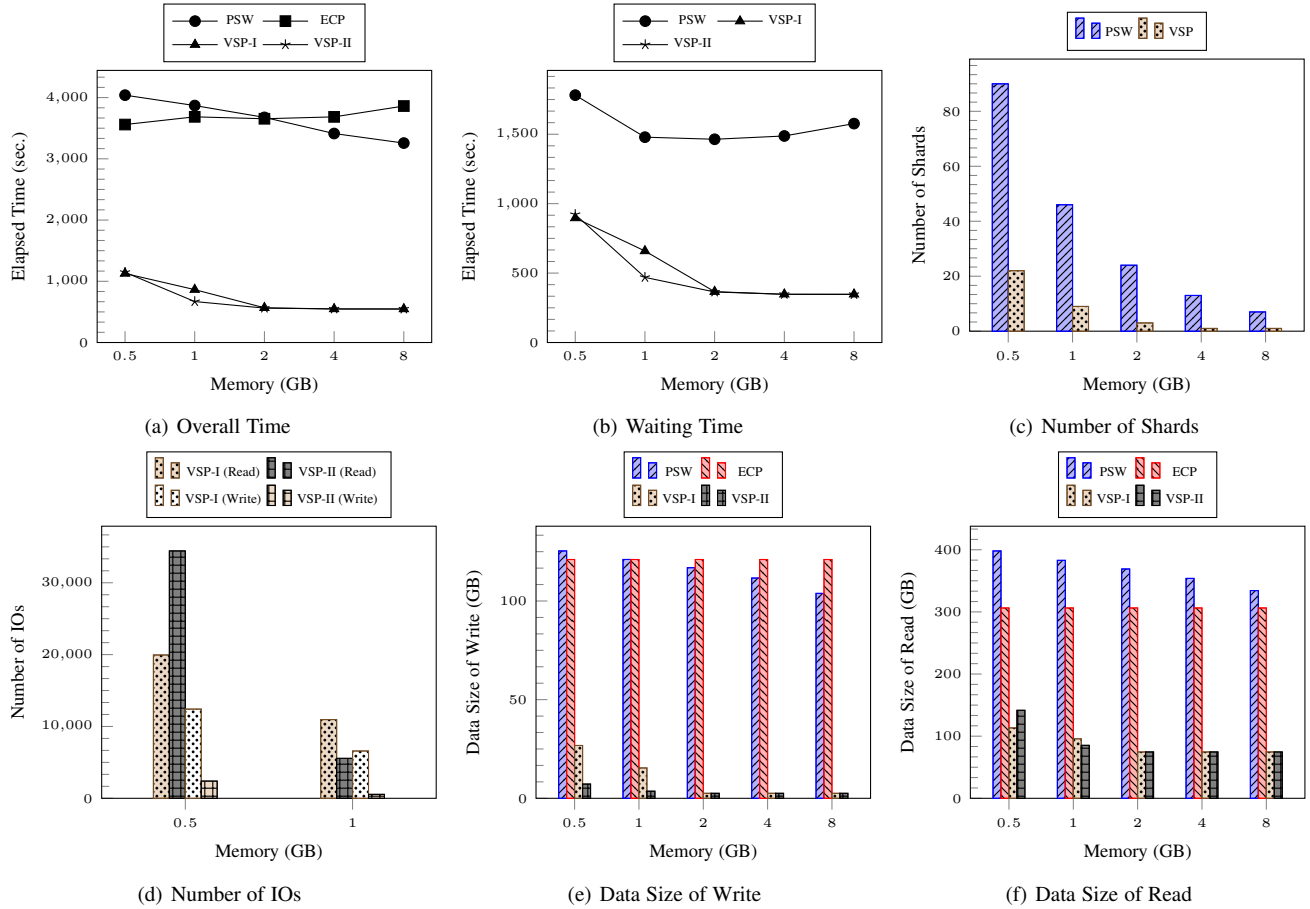 PSW ECP
VSP-I VSP-II
4,000
3,000
2,000
1,000
0
Elapsed Time (sec.)
0.5 1 2 4 8
Memory (GB)
(a) Overall Time
PSW VSP-I
VSP-II
1,500
1,000
500
0
Elapsed Time (sec.)
0.5 1 2 4 8
Memory (GB)
(b) Waiting Time
PSW VSP
80
60
40
20
0
Number of Shards
0.5 1 2 4 8
Memory (GB)
(c) Number of Shards
VSP-I (Read) VSP-II (Read)
VSP-I (Write) VSP-II (Write)
30,000
20,000
10,000
0
Number of IOs
0.5 1
Memory (GB)
(d) Number of IOs
PSW ECP
VSP-I VSP-II
100
50
0
Data Size of Write (GB)
0.5 1 2 4 8
Memory (GB)
(e) Data Size of Write
PSW ECP
VSP-I VSP-II
400
300
200
100
0
Data Size of Read (GB)
0.5 1 2 4 8
Memory (GB)
(f) Data Size of Read